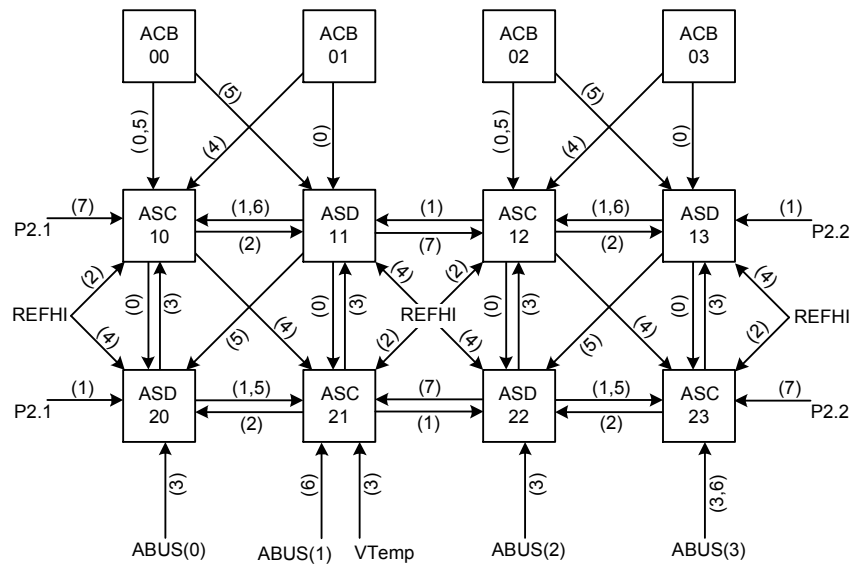 ACB
00
ACB
01
ACB
02
ACB
03
(0,5)
(5)
(4)
(0)
(0,5)
(5)
(4)
(0)
P2.1
(7)
ASC
10
(1,6)
(2)
ASD
11
(1)
(7)
ASC
12
(1,6)
(2)
ASD
13
(1)
P2.2
REFHI
(2)
(4)
(0)
(3)
(4)
(5)
(0)
(3)
(4)
(2)
REFHI
(2)
(4)
(0)
(3)
(4)
(5)
(0)
(3)
(4)
(2)
REFHI
P2.1
(1)
ASD
20
(1,5)
(2)
ASC
21
(7)
(1)
ASD
22
(1,5)
(2)
ASC
23
(7)
P2.2
(3)
(6)
(3)
(3)
(3,6)
ABUS(0)
ABUS(1)
VTemp
ABUS(2)
ABUS(3)